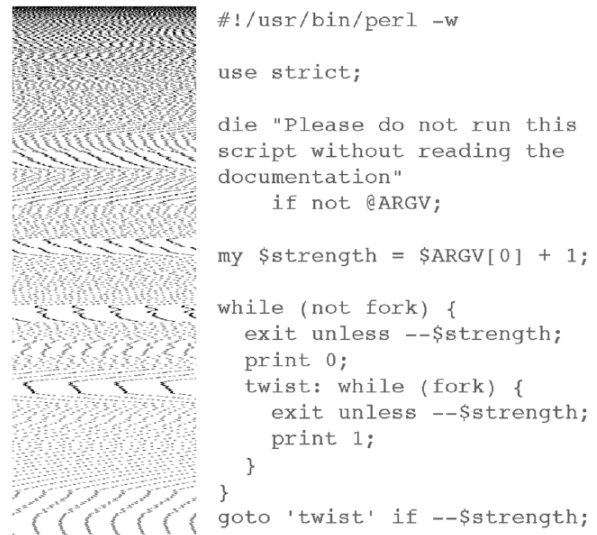 #!/usr/bin/perl -w

use strict;

die "Please do not run this
script without reading the
documentation"
    if not @ARGV;

my $strength = $ARGV[0] + 1;

while (not fork) {
  exit unless --$strength;
  print 0;
  twist: while (fork) {
    exit unless --$strength;
    print 1;
  }
}
goto 'twist' if --$strength;